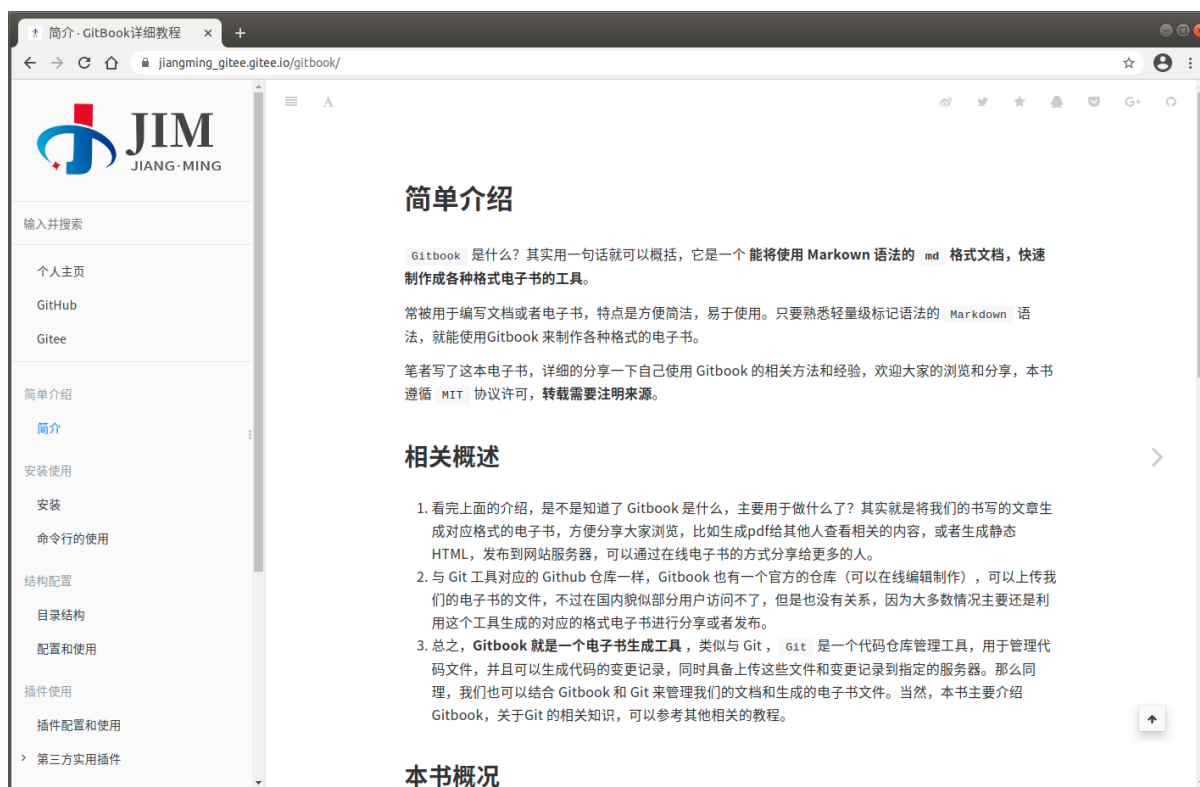 简介 · GitBook详细教程
jiangming_gitee.gitee.io/gitbook/
JIM
JIANG·MING
输入并搜索
个人主页
GitHub
Gitee
简单介绍
简介
安装使用
安装
命令行的使用
结构配置
目录结构
配置和使用
插件使用
插件配置和使用
第三方实用插件
A
G+
简单介绍
Gitbook 是什么？其实用一句话就可以概括，它是一个 能将使用 Markown 语法的 md 格式文档，快速
制作成各种格式电子书的工具。
常被用于编写文档或者电子书，特点是方便简洁，易于使用。只要熟悉轻量级标记语法的 Markdown 语
法，就能使用Gitbook 来制作各种格式的电子书。
笔者写了这本电子书，详细的分享一下自己使用 Gitbook 的相关方法和经验，欢迎大家的浏览和分享，本书
遵循 MIT 协议许可，转载需要注明来源。
相关概述
1. 看完上面的介绍，是不是知道了 Gitbook 是什么，主要用于做什么了？其实就是将我们的书写的文章生
成对应格式的电子书，方便分享大家浏览，比如生成pdf给其他人查看相关的内容，或者生成静态
HTML，发布到网站服务器，可以通过在线电子书的方式分享给更多的人。
2. 与 Git 工具对应的 Github 仓库一样，Gitbook 也有一个官方的仓库（可以在线编辑制作），可以上传我
们的电子书的文件，不过在国内貌似部分用户访问不了，但是也没有关系，因为大多数情况主要还是利
用这个工具生成的对应的格式电子书进行分享或者发布。
3. 总之，Gitbook 就是一个电子书生成工具 ，类似与 Git ， Git 是一个代码仓库管理工具，用于管理代
码文件，并且可以生成代码的变更记录，同时具备上传这些文件和变更记录到指定的服务器。那么同
理，我们也可以结合 Gitbook 和 Git 来管理我们的文档和生成的电子书文件。当然，本书主要介绍
Gitbook，关于Git 的相关知识，可以参考其他相关的教程。
本书概况